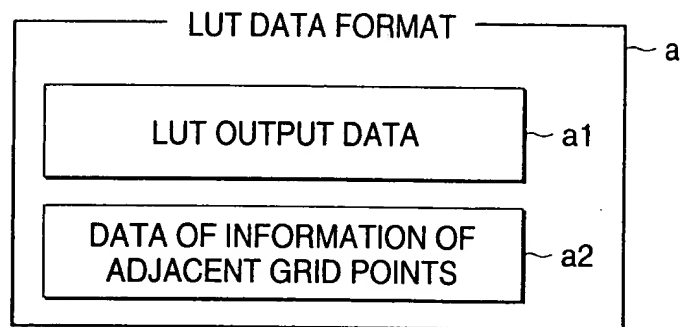 LUT DATA FORMAT
a
LUT OUTPUT DATA
a1
DATA OF INFORMATION OF
ADJACENT GRID POINTS
a2